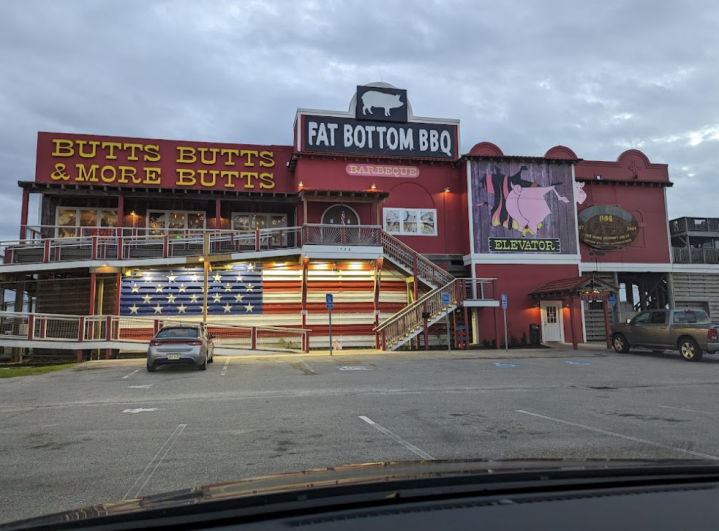 BUTTS BUTTS
& MORE BUTTS
FAT BOTTOM BBQ
BARBEQUE
ELEVATOR